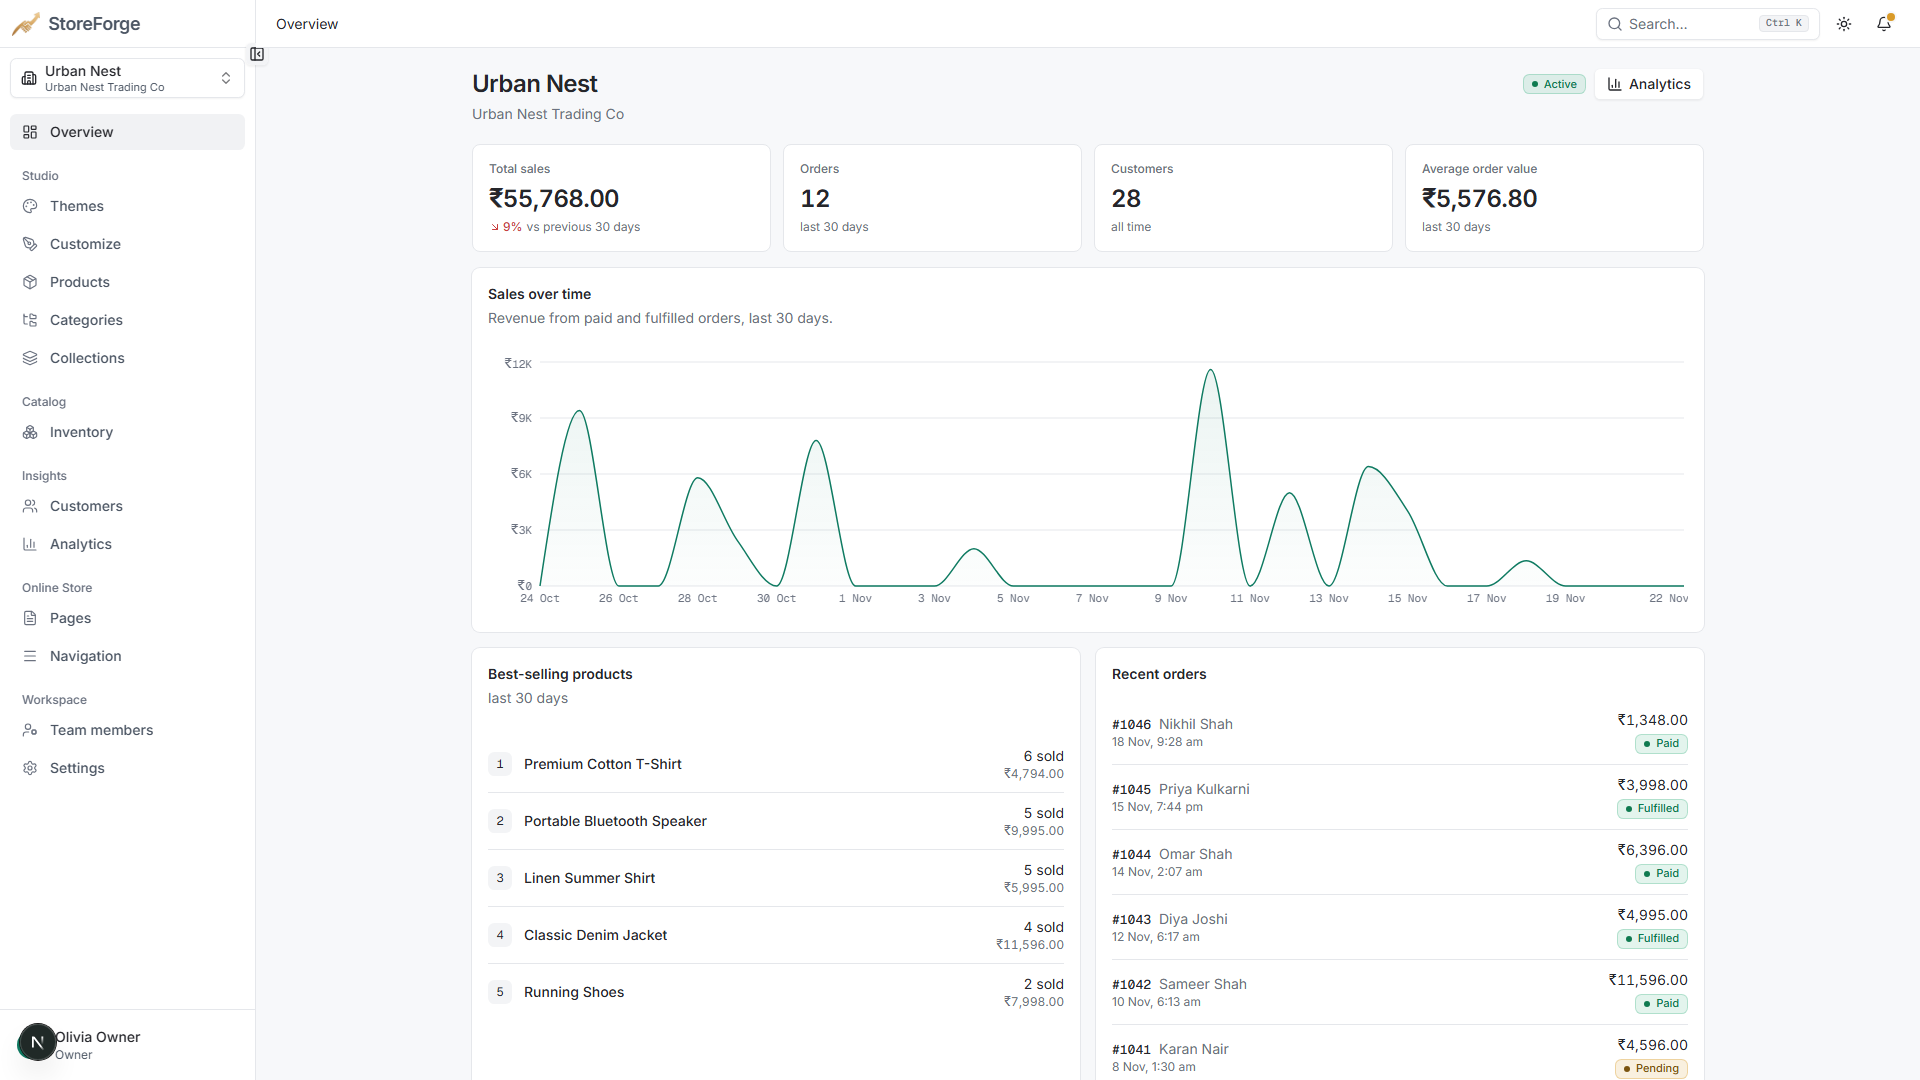 StoreForge
Overview
Search...
Ctrl K
Urban Nest
Urban Nest Trading Co
Overview
Studio
Themes
Customize
Products
Categories
Collections
Catalog
Inventory
Insights
Customers
Analytics
Online Store
Pages
Navigation
Workspace
Team members
Settings
N
Olivia Owner
Owner
Urban Nest
Urban Nest Trading Co
Active
Analytics
Total sales
₹55,768.00
9% vs previous 30 days
Orders
12
last 30 days
Customers
28
all time
Average order value
₹5,576.80
last 30 days
Sales over time
Revenue from paid and fulfilled orders, last 30 days.
₹12K
₹9K
₹6K
₹3K
₹0
24 Oct 26 Oct 28 Oct 30 Oct 1 Nov 3 Nov 5 Nov 7 Nov 9 Nov 11 Nov 13 Nov 15 Nov 17 Nov 19 Nov 22 Nov
Best-selling products
last 30 days
1 Premium Cotton T-Shirt 6 sold
₹4,794.00
2 Portable Bluetooth Speaker 5 sold
₹9,995.00
3 Linen Summer Shirt 5 sold
₹5,995.00
4 Classic Denim Jacket 4 sold
₹11,596.00
5 Running Shoes 2 sold
₹7,998.00
Recent orders
#1046 Nikhil Shah ₹1,348.00
18 Nov, 9:28 am Paid
#1045 Priya Kulkarni ₹3,998.00
15 Nov, 7:44 pm Fulfilled
#1044 Omar Shah ₹6,396.00
14 Nov, 2:07 am Paid
#1043 Diya Joshi ₹4,995.00
12 Nov, 6:17 am Fulfilled
#1042 Sameer Shah ₹11,596.00
10 Nov, 6:13 am Paid
#1041 Karan Nair ₹4,596.00
8 Nov, 1:30 am Pending